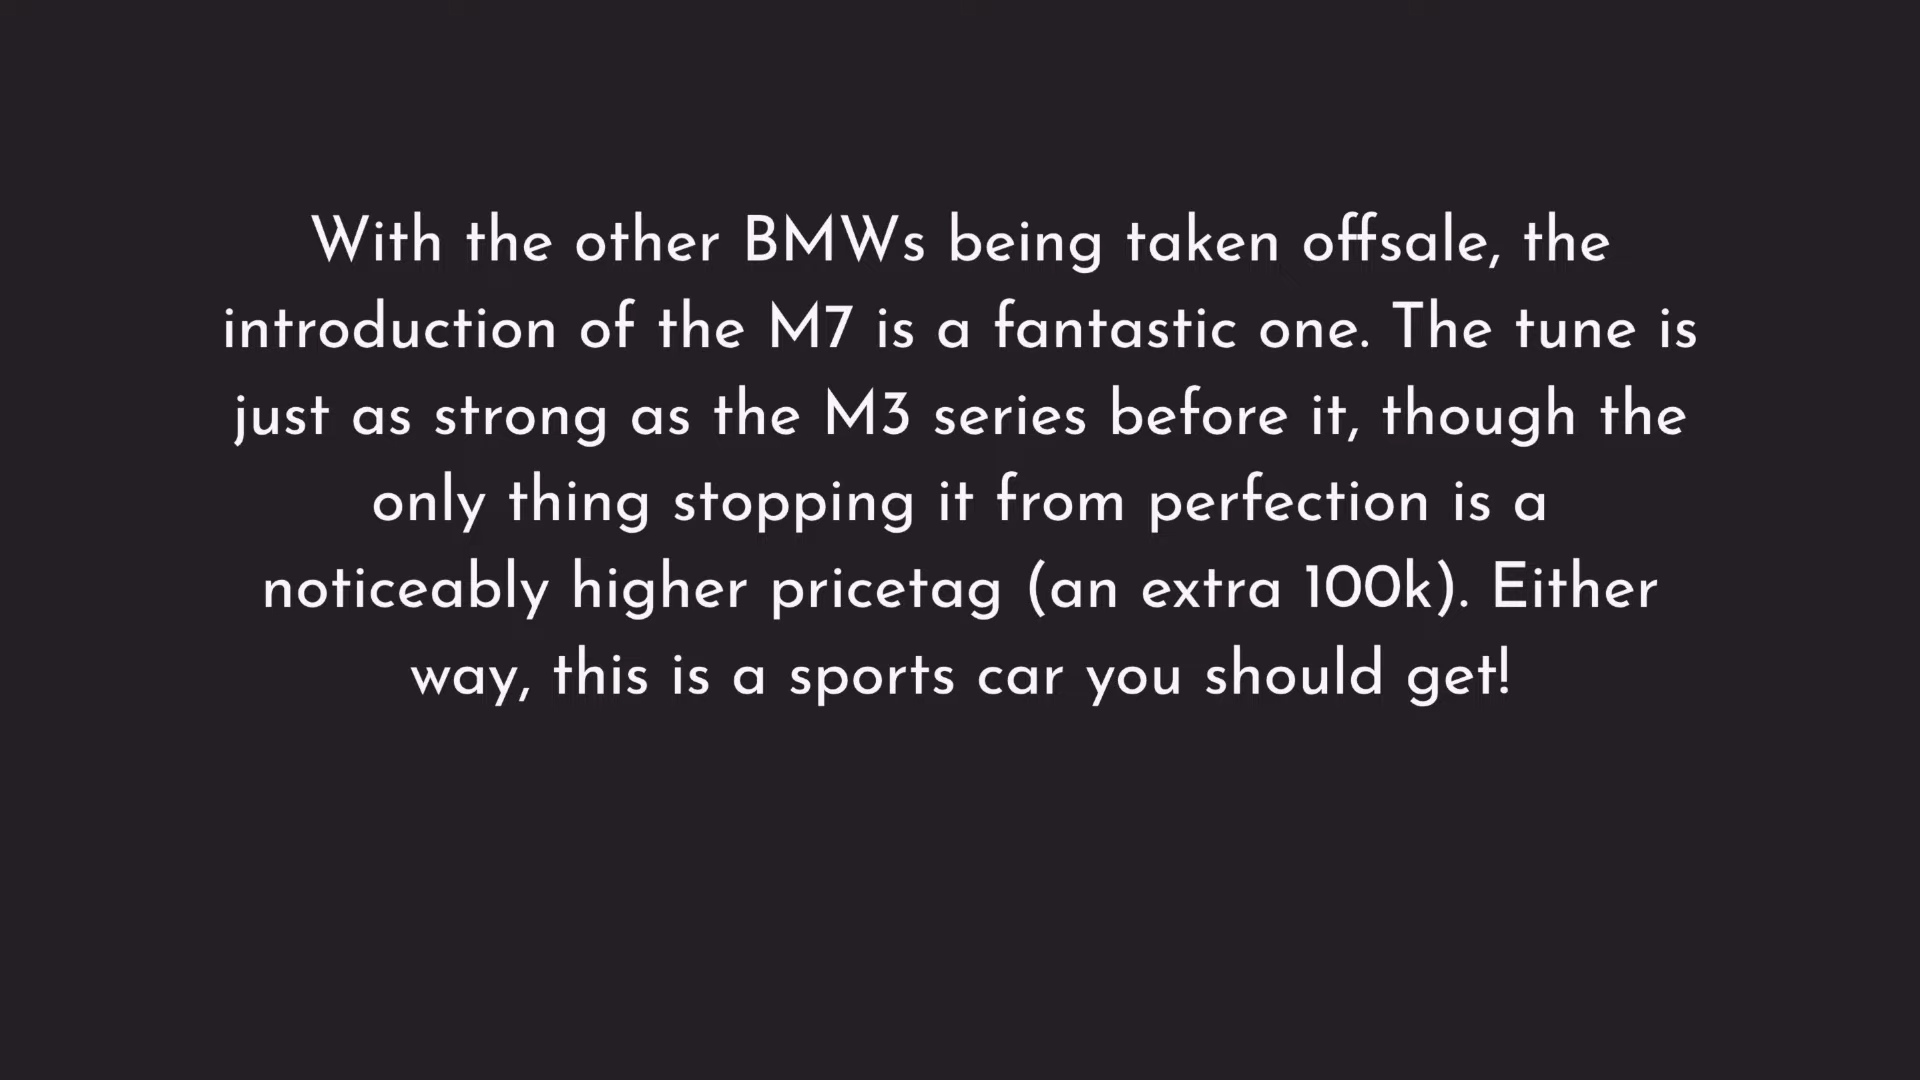 With the other BMWs being taken offsale, the
introduction of the M7 is a fantastic one. The tune is
just as strong as the M3 series before it, though the
only thing stopping it from perfection is a
noticeably higher pricetag (an extra 100k). Either
way, this is a sports car you should get!